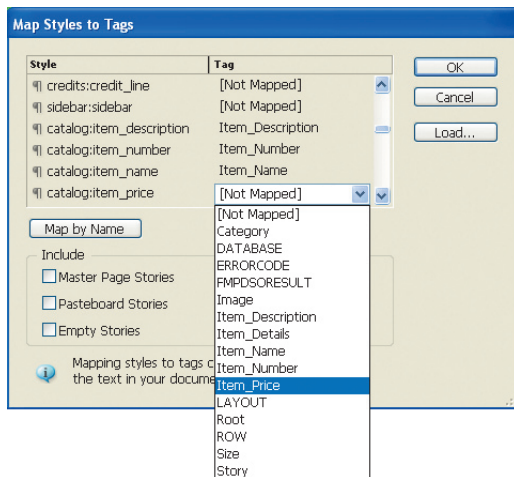 Map Styles to Tags
Style Tag
¶ credits:credit_line [Not Mapped]
¶ sidebar:sidebar [Not Mapped]
¶ catalog:item_description Item_Description
¶ catalog:item_number Item_Number
¶ catalog:item_name Item_Name
¶ catalog:item_price [Not Mapped]
OK
Cancel
Load...
Map by Name
Include
Master Page Stories
Pasteboard Stories
Empty Stories
Mapping styles to tags
the text in your
[Not Mapped]
Category
DATABASE
ERRORCODE
FMPDSORESULT
Image
Item_Description
Item_Details
Item_Name
Item_Number
Item_Price
LAYOUT
Root
ROW
Size
Story